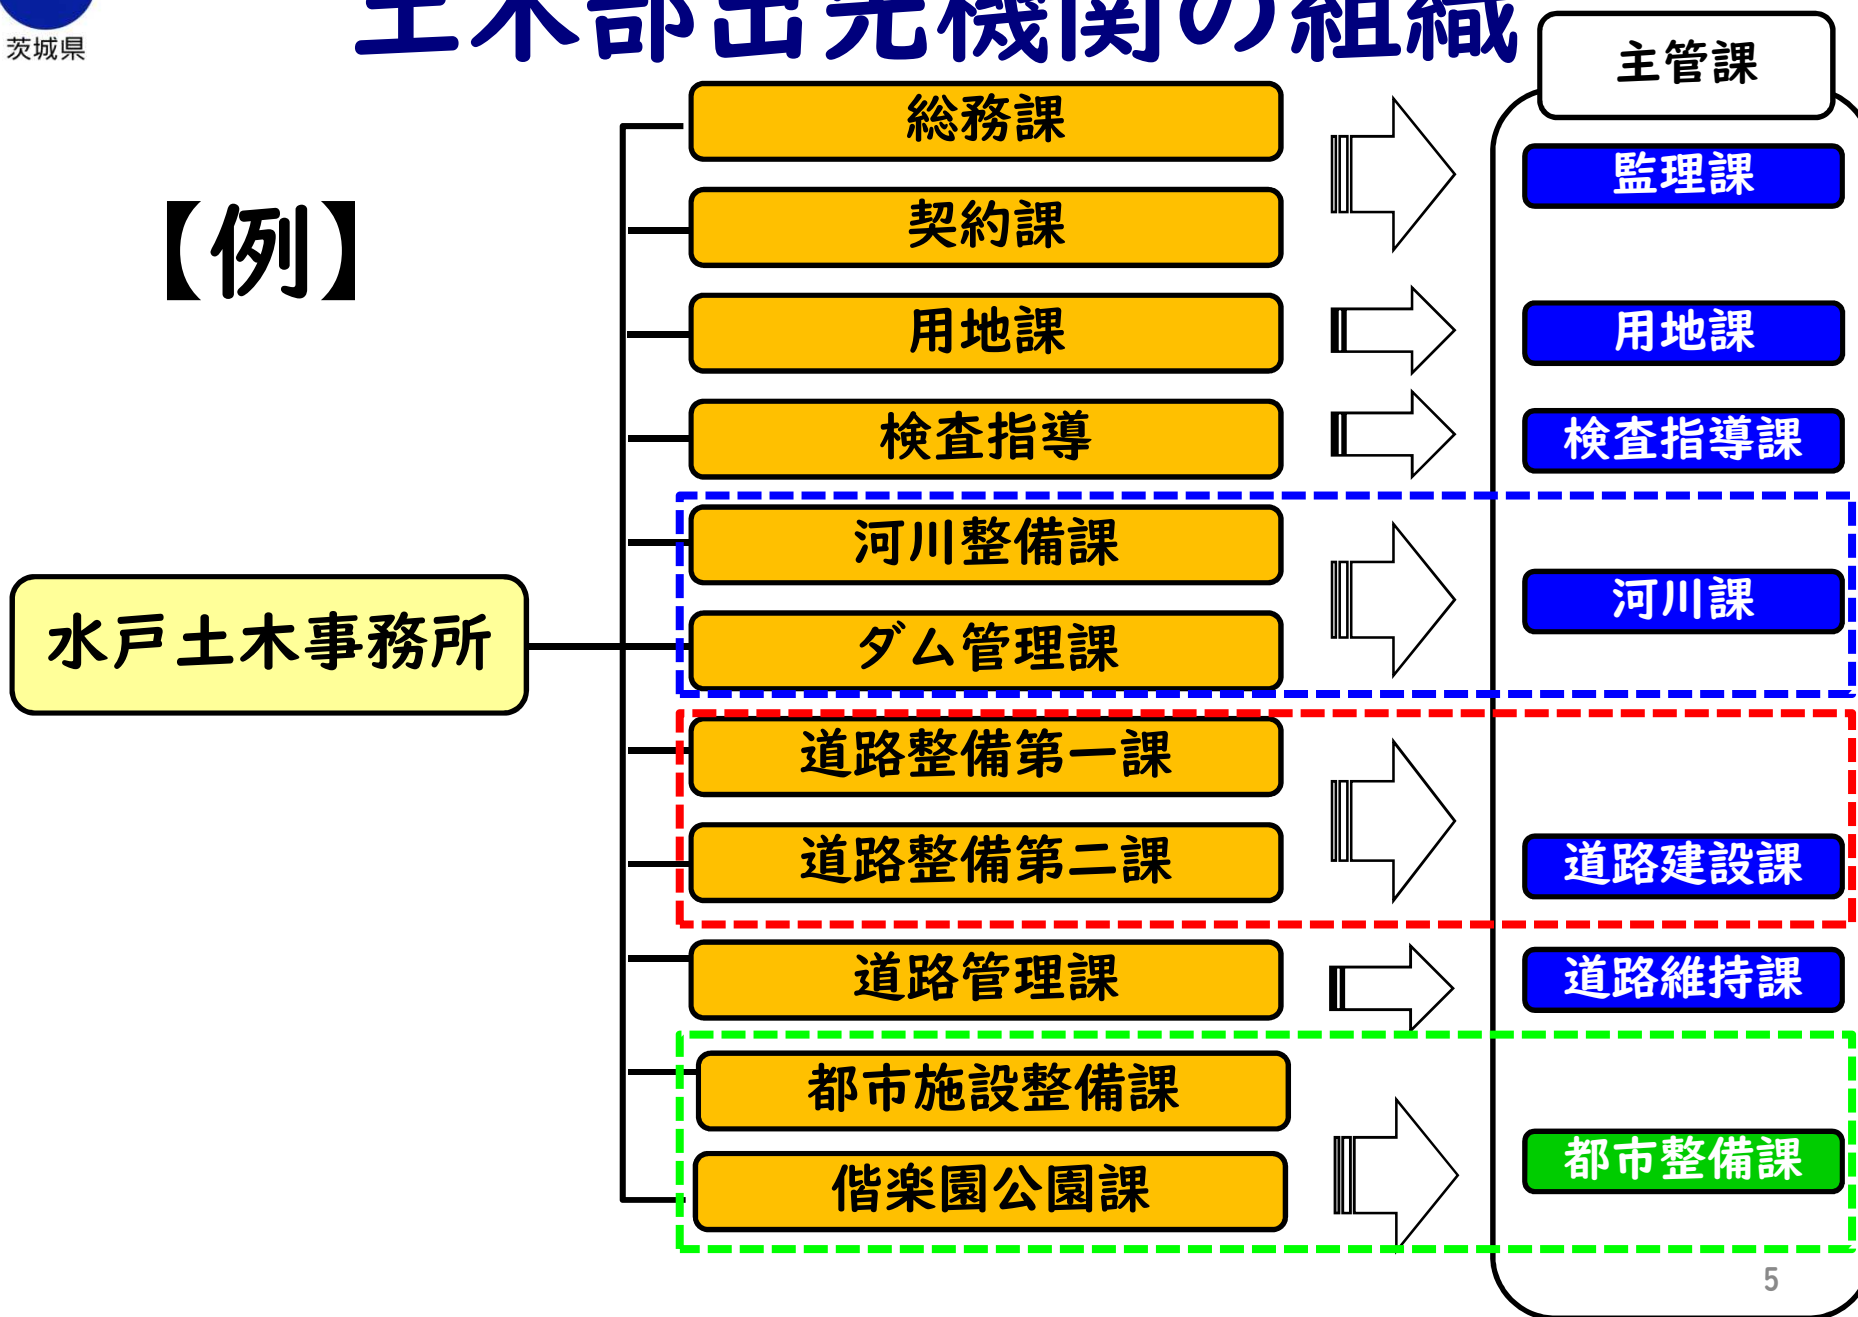 土木部出先機関の組織
茨城県
主管課
【例】
総務課
契約課
用地課
検査指導
河川整備課
ダム管理課
道路整備第一課
道路整備第二課
道路管理課
都市施設整備課
偕楽園公園課
水戸土木事務所
監理課
用地課
検査指導課
河川課
道路建設課
道路維持課
都市整備課
5